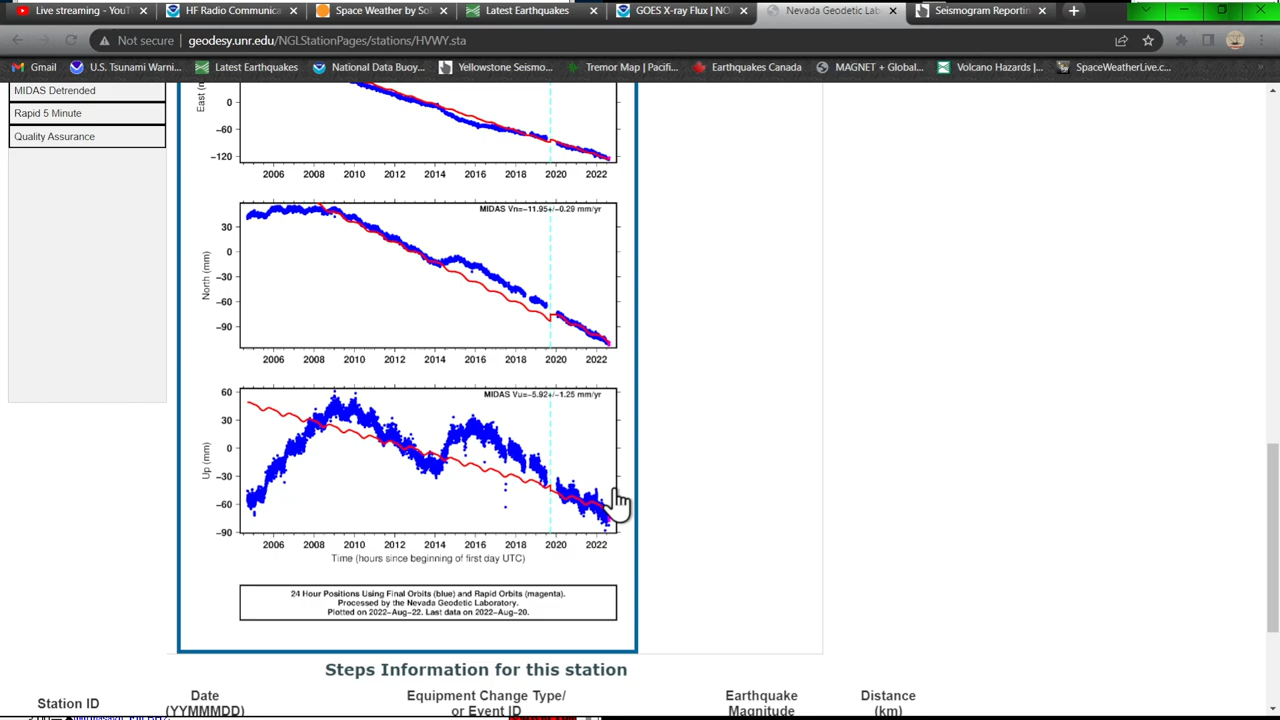 Live streaming - YouT
HF Radio Communica
Space Weather by So
Latest Earthquakes
GOES X-ray Flux | NO
Nevada Geodetic Lab
Seismogram Reportin
Not secure
geodesy.unr.edu/NGLStationPages/stations/HVWY.sta
Gmail
U.S. Tsunami Warni...
Latest Earthquakes
National Data Buoy...
Yellowstone Seismo...
Tremor Map | Pacifi...
Earthquakes Canada
MAGNET + Global...
Volcano Hazards |...
SpaceWeatherLive.c...
MIDAS Detrended
Rapid 5 Minute
Quality Assurance
East (m
0
−60
−120
2006 2008 2010 2012 2014 2016 2018 2020 2022
MIDAS Vn=−11.95+/−0.29 mm/yr
North (mm)
30
0
−30
−60
−90
2006 2008 2010 2012 2014 2016 2018 2020 2022
MIDAS Vu=−5.92+/−1.25 mm/yr
Up (mm)
60
30
0
−30
−60
−90
2006 2008 2010 2012 2014 2016 2018 2020 2022
Time (hours since beginning of first day UTC)
24 Hour Positions Using Final Orbits (blue) and Rapid Orbits (magenta).
Processed by the Nevada Geodetic Laboratory.
Plotted on 2022−Aug−22. Last data on 2022−Aug−20.
Steps Information for this station
Station ID
Date
(YYMMMDD)
Equipment Change Type/
or Event ID
Earthquake
Magnitude
Distance
(km)